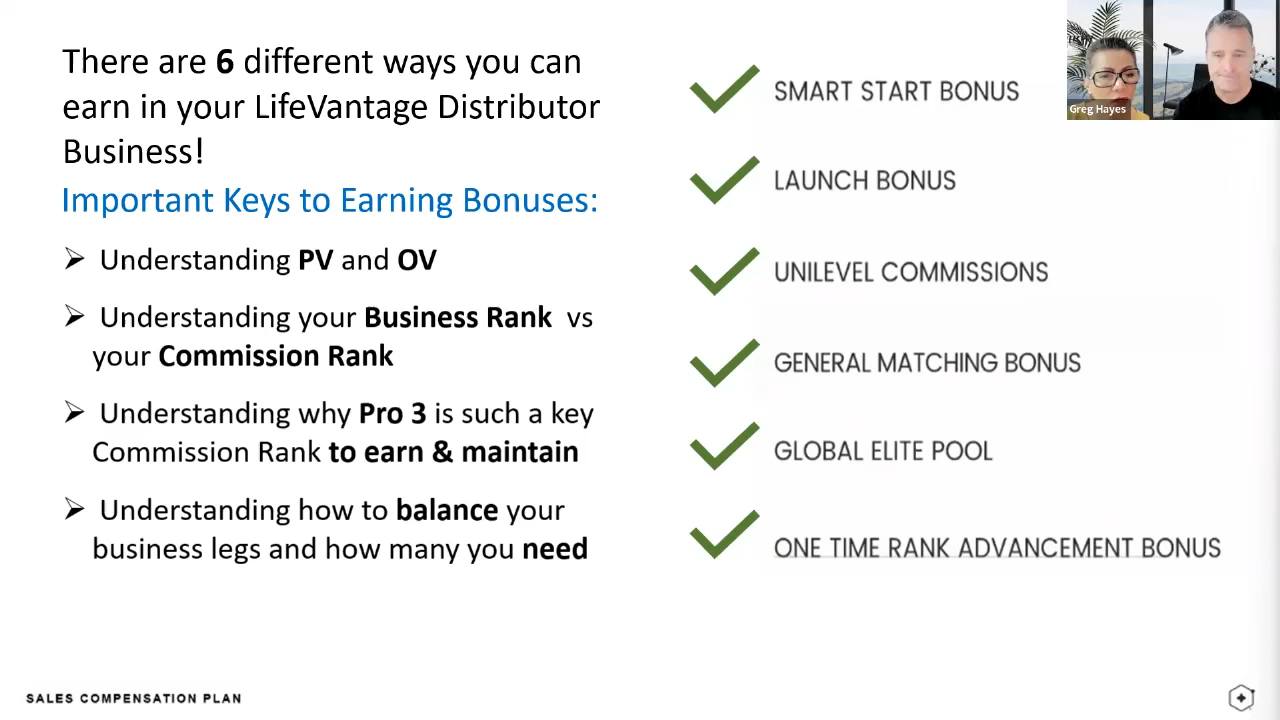 There are 6 different ways you can
earn in your LifeVantage Distributor
Business!
Important Keys to Earning Bonuses:
➢ Understanding PV and OV
➢ Understanding your Business Rank vs
your Commission Rank
➢ Understanding why Pro 3 is such a key
Commission Rank to earn & maintain
➢ Understanding how to balance your
business legs and how many you need
SMART START BONUS
LAUNCH BONUS
UNILEVEL COMMISSIONS
GENERAL MATCHING BONUS
GLOBAL ELITE POOL
ONE TIME RANK ADVANCEMENT BONUS
Greg Hayes
SALES COMPENSATION PLAN